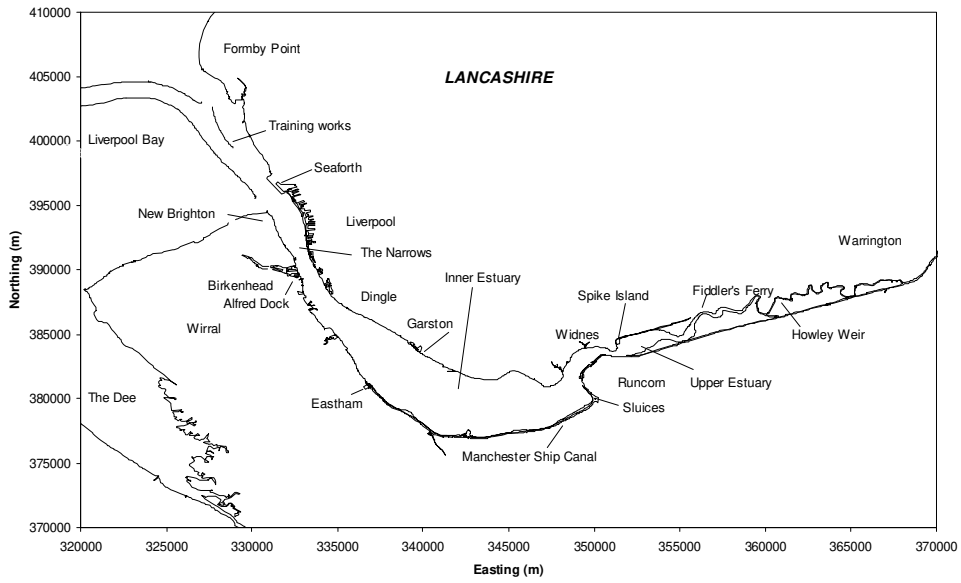 410000
Formby Point
LANCASHIRE
405000
Training works
400000
Liverpool Bay
Seaforth
395000
New Brighton
Liverpool
Warrington
The Narrows
390000
Inner Estuary
Birkenhead
Alfred Dock
Dingle
Spike Island
Fiddler's Ferry
Northing (m)
385000
Wirral
Garston
Widnes
Howley Weir
Upper Estuary
Runcorn
380000
The Dee
Eastham
Sluices
Manchester Ship Canal
375000
370000
320000 325000 330000 335000 340000 345000 350000 355000 360000 365000 370000
Easting (m)